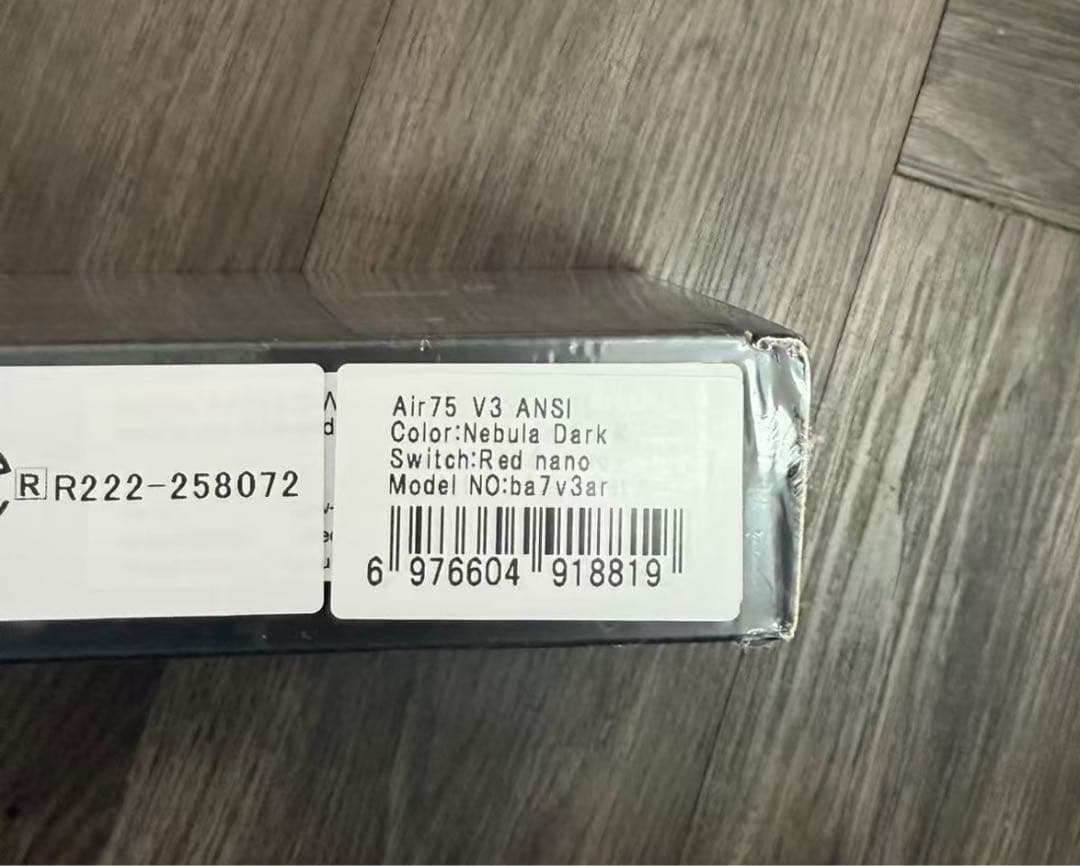 R R222-258072
Air75 V3 ANSI
Color:Nebula Dark
Switch:Red nano
Model NO:ba7v3ar
6 976604 918819